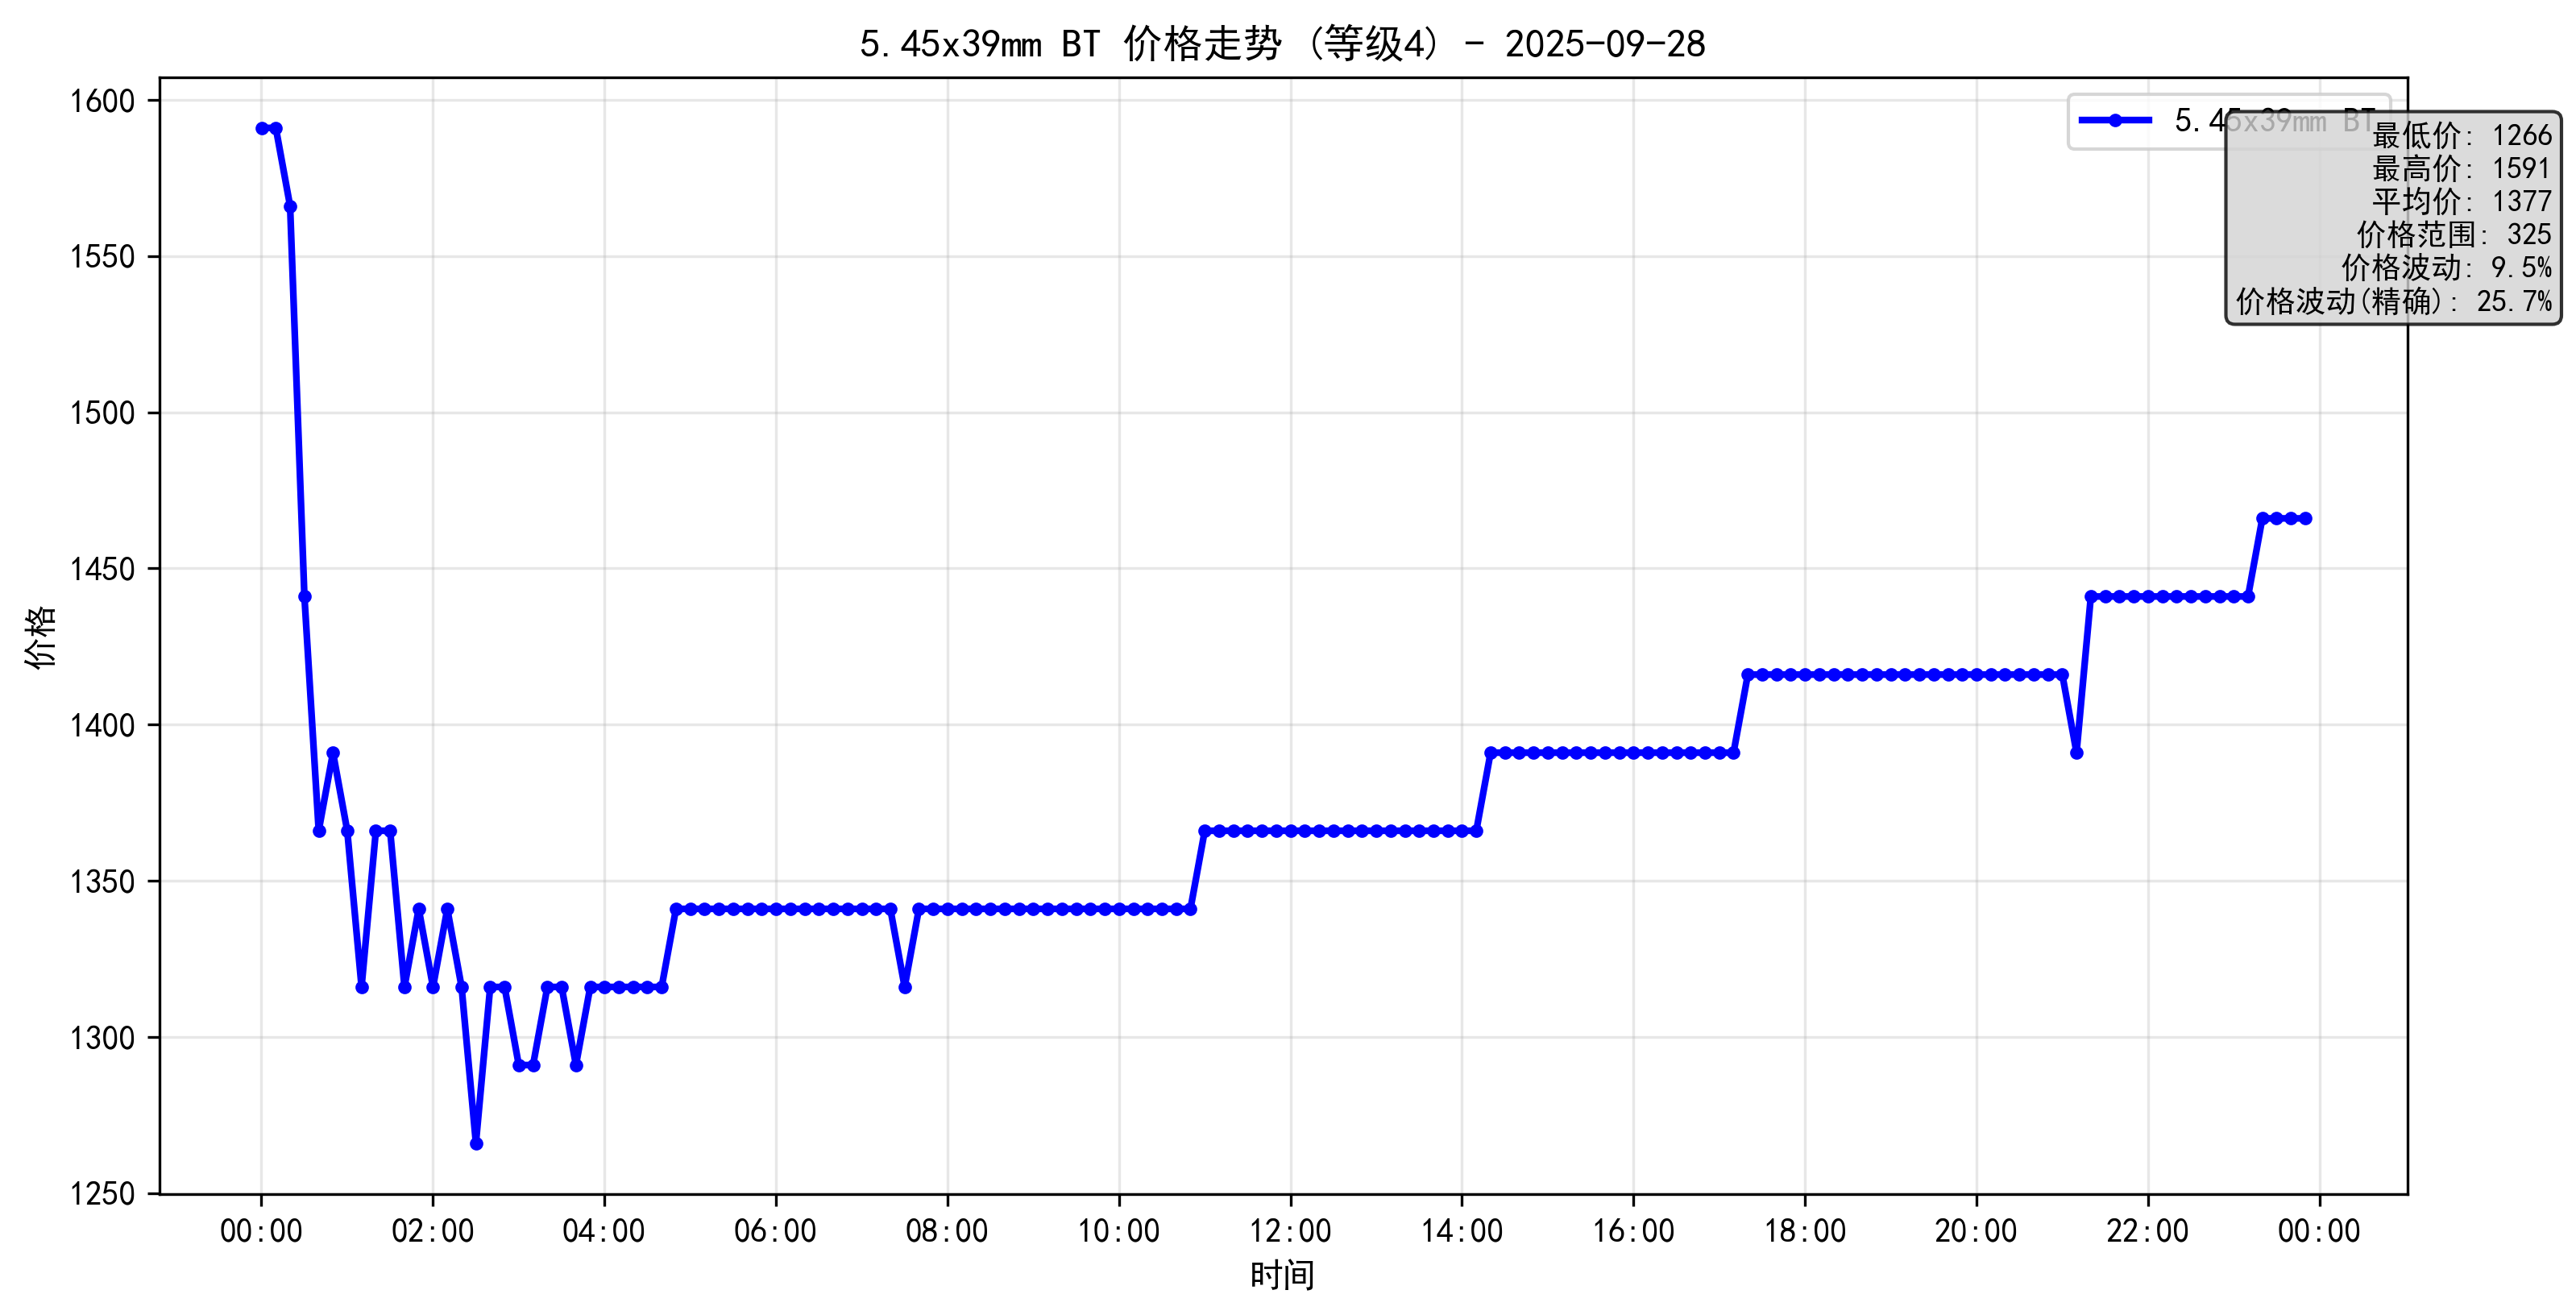 5.45x39mm BT 价格走势 (等级4) - 2025-09-28
1600
1550
1500
1450
1400
1350
1300
1250
价格
5.45x39mm BT
最低价: 1266
最高价: 1591
平均价: 1377
价格范围: 325
价格波动: 9.5%
价格波动(精确): 25.7%
00:00 02:00 04:00 06:00 08:00 10:00 12:00 14:00 16:00 18:00 20:00 22:00 00:00
时间